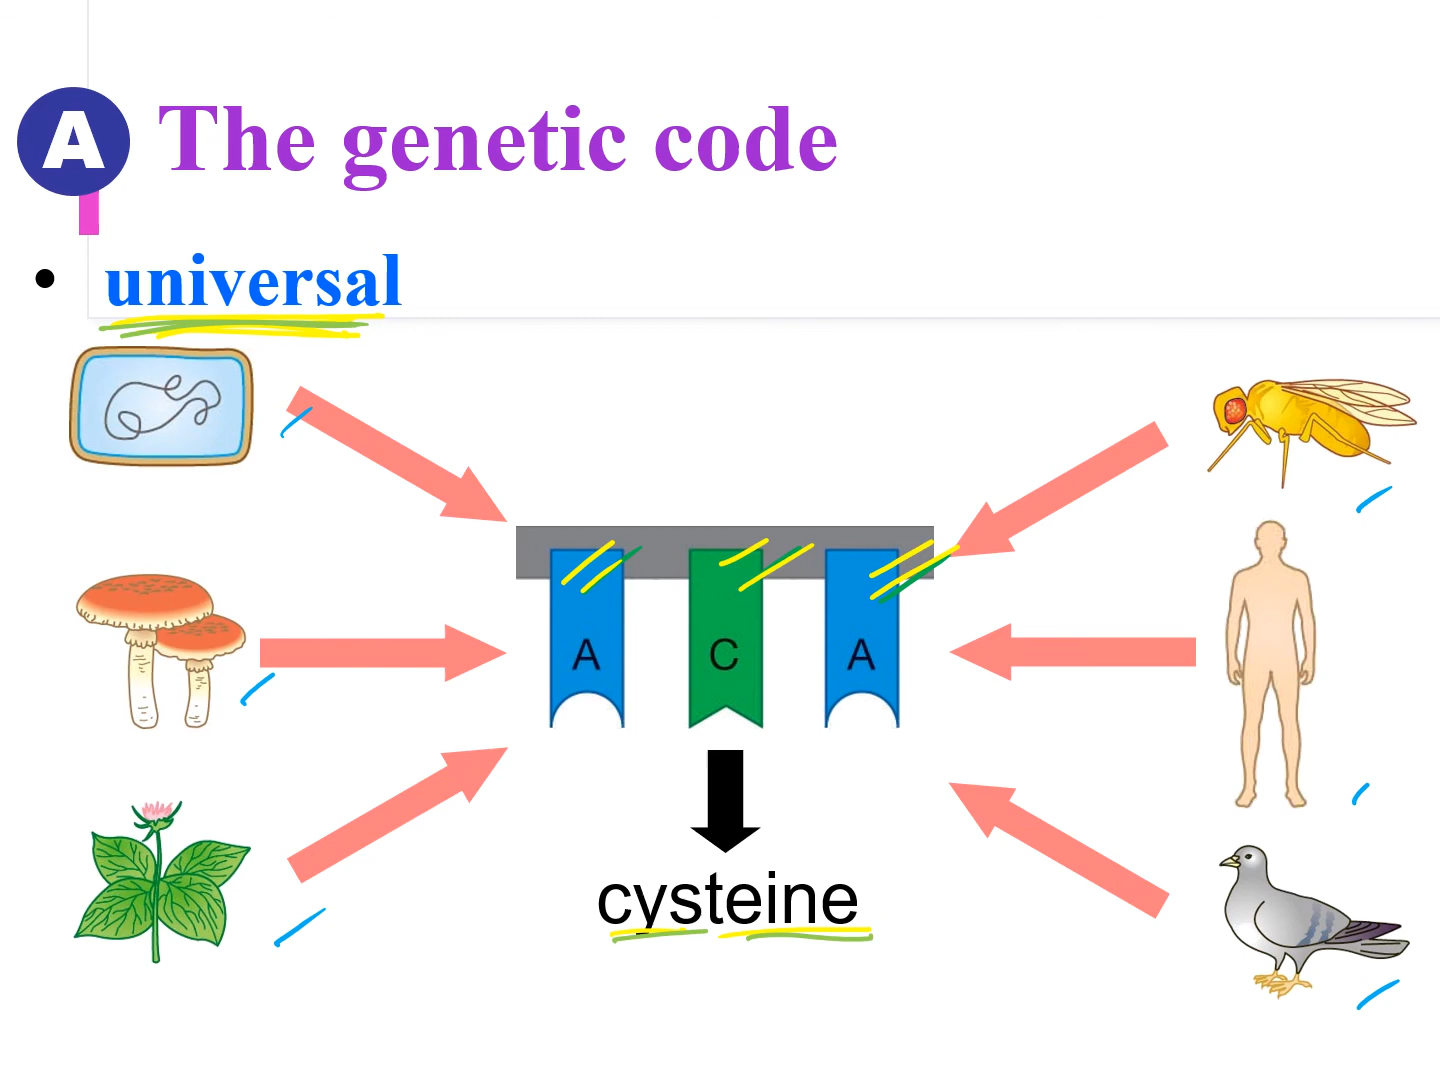 A The genetic code
• universal
A C A
cysteine